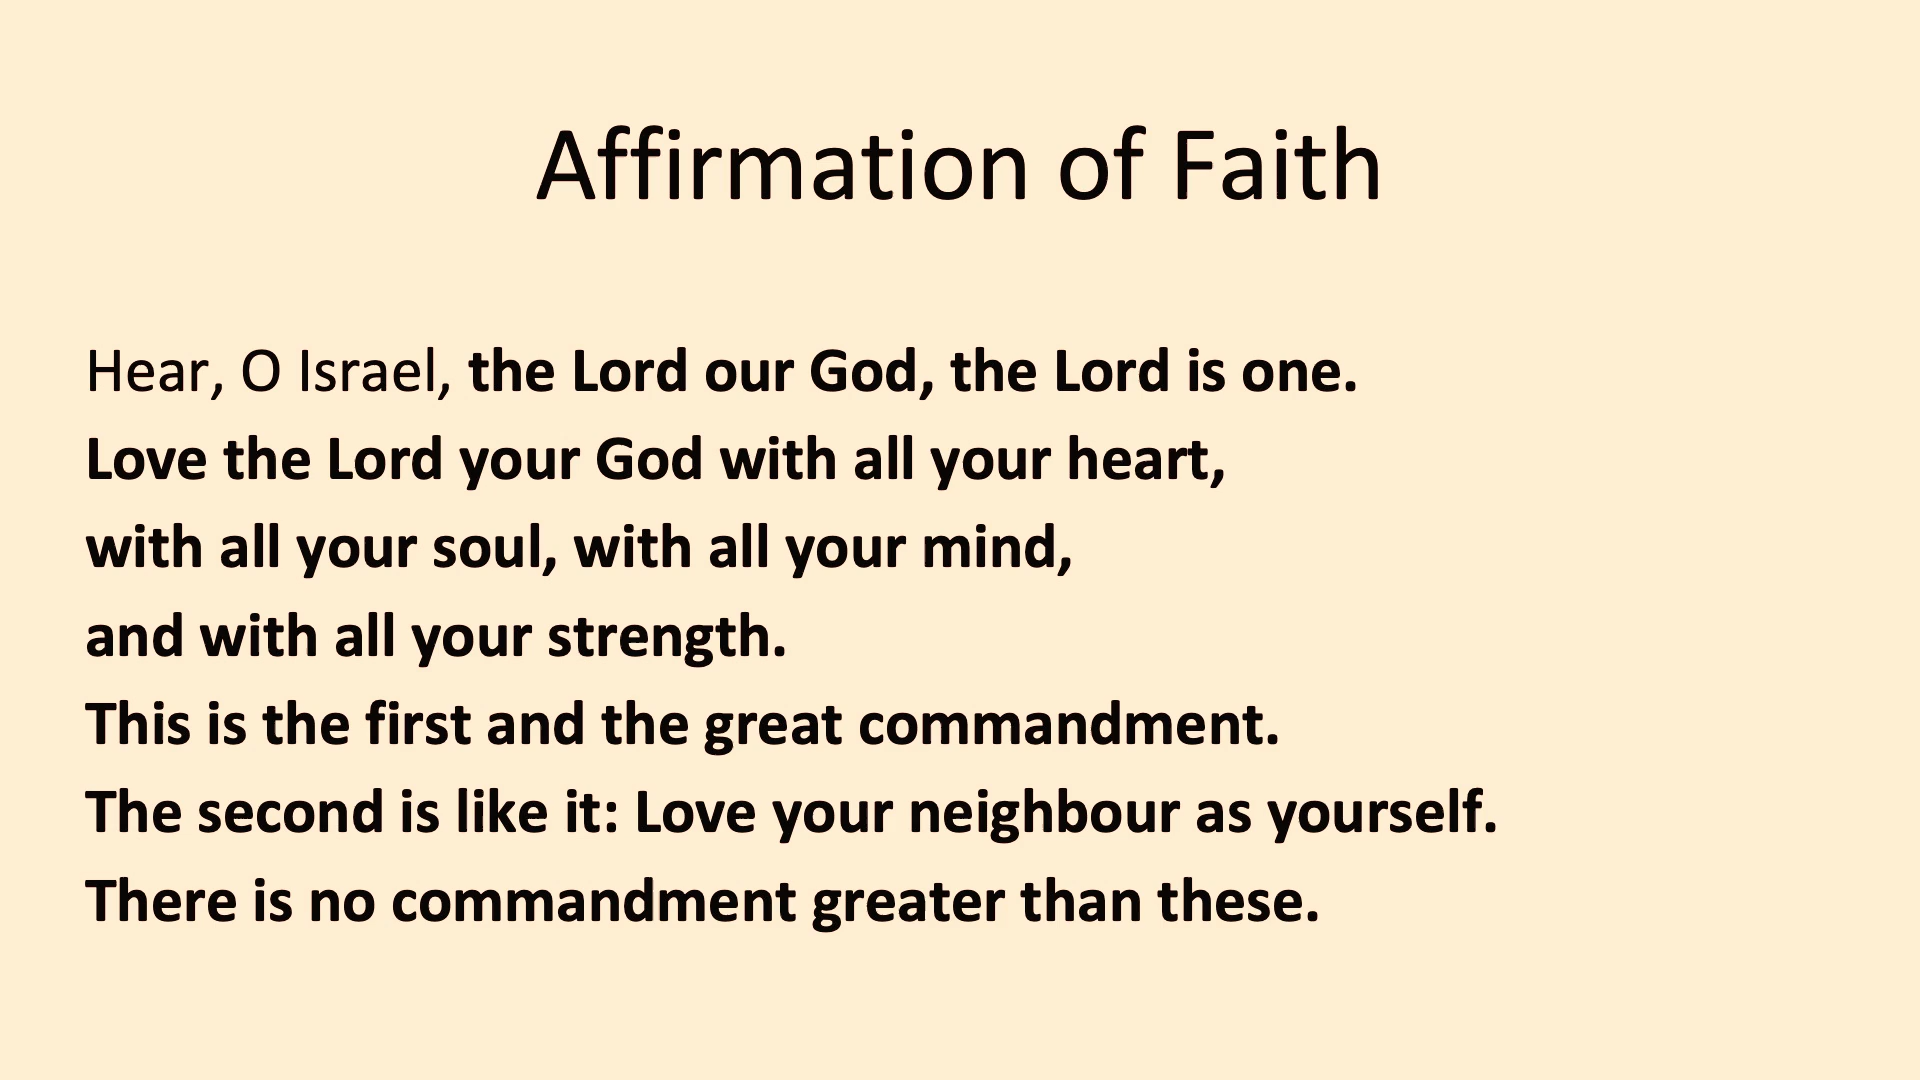 Affirmation of Faith
Hear, O Israel, the Lord our God, the Lord is one.
Love the Lord your God with all your heart,
with all your soul, with all your mind,
and with all your strength.
This is the first and the great commandment.
The second is like it: Love your neighbour as yourself.
There is no commandment greater than these.